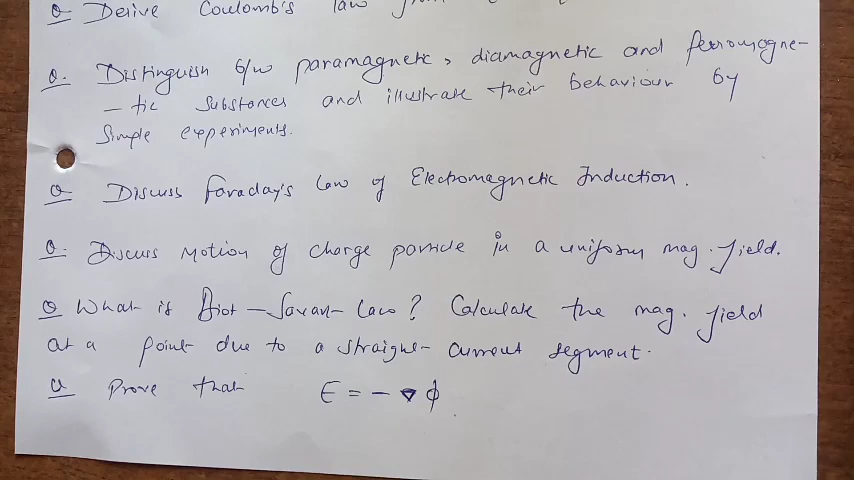 Q Derive Coulomb's law from
Q. Distinguish b/w paramagnetic, diamagnetic and ferromagne-
- tic Substances and illustrate their behaviour by
Simple experiments.
Q Discuss Faraday's Law of Electromagnetic Induction.
Q. Discuss Motion of charge particle in a uniform mag. field.
Q What is Biot-Savart Law? Calculate the mag. field
at a point due to a straight current segment.
Q Prove that E = - ∇ φ